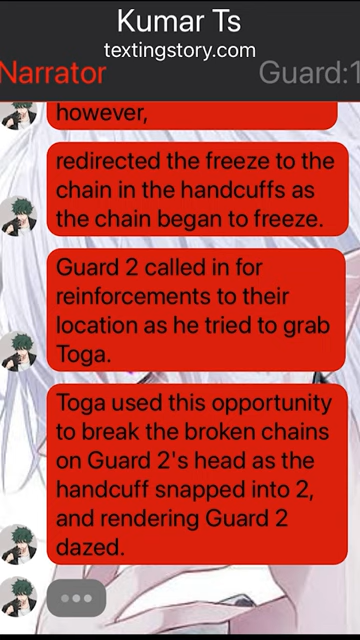 Kumar Ts
textingstory.com
Narrator
Guard:1
however,
redirected the freeze to the
chain in the handcuffs as
the chain began to freeze.
Guard 2 called in for
reinforcements to their
location as he tried to grab
Toga.
Toga used this opportunity
to break the broken chains
on Guard 2's head as the
handcuff snapped into 2,
and rendering Guard 2
dazed.